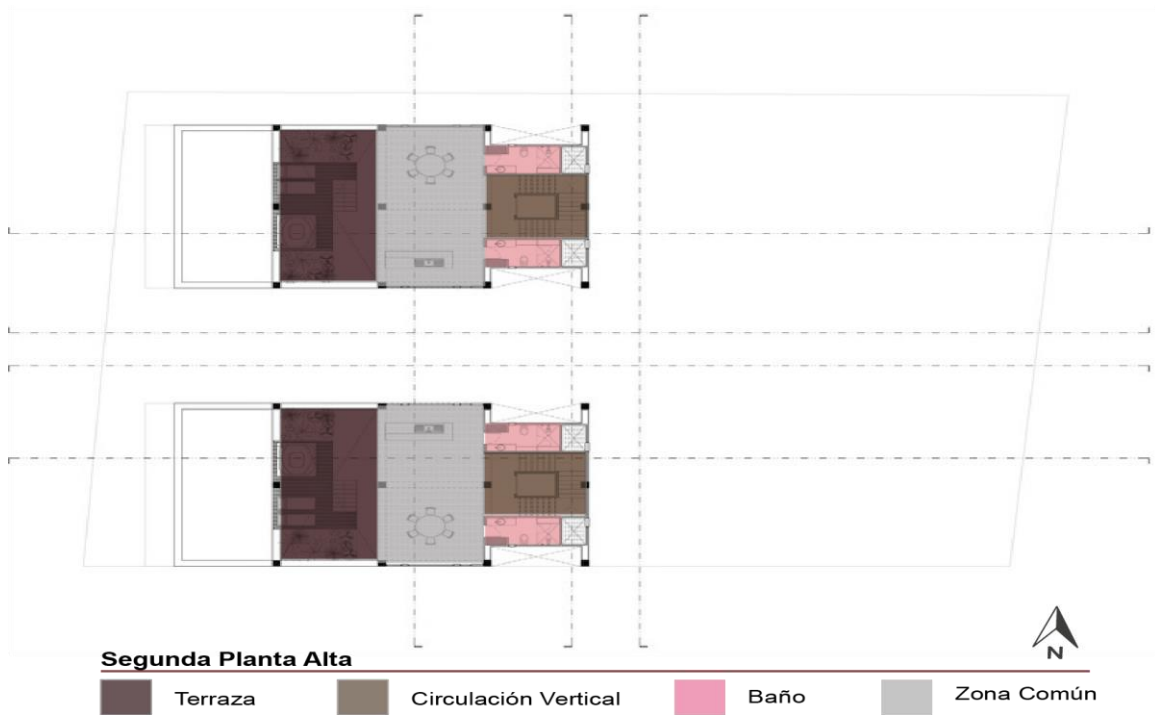 N
Segunda Planta Alta
Terraza
Circulación Vertical
Baño
Zona Común